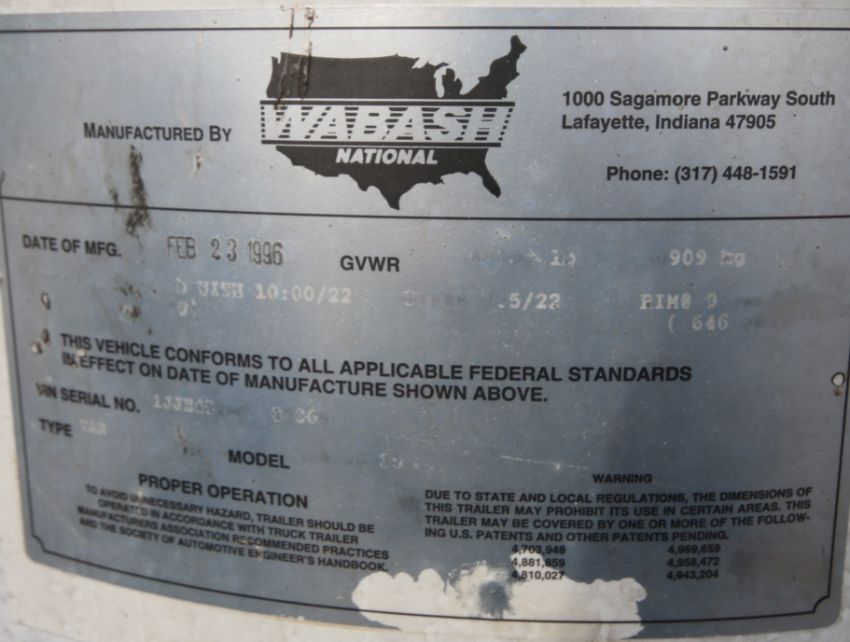 MANUFACTURED BY
WABASH
NATIONAL
1000 Sagamore Parkway South
Lafayette, Indiana 47905
Phone: (317) 448-1591
DATE OF MFG. FEB 23 1996 GVWR 909 kg
10:00/22 .5/22 RIM@ 9
( 646
THIS VEHICLE CONFORMS TO ALL APPLICABLE FEDERAL STANDARDS
IN EFFECT ON DATE OF MANUFACTURE SHOWN ABOVE.
VIN SERIAL NO.
TYPE VAN
MODEL
PROPER OPERATION
TO AVOID UNNECESSARY HAZARD, TRAILER SHOULD BE
OPERATED IN ACCORDANCE WITH TRUCK TRAILER
MANUFACTURERS ASSOCIATION RECOMMENDED PRACTICES
AND THE SOCIETY OF AUTOMOTIVE ENGINEER'S HANDBOOK.
WARNING
DUE TO STATE AND LOCAL REGULATIONS, THE DIMENSIONS OF
THIS TRAILER MAY PROHIBIT ITS USE IN CERTAIN AREAS. THIS
TRAILER MAY BE COVERED BY ONE OR MORE OF THE FOLLOW-
ING U.S. PATENTS AND OTHER PATENTS PENDING.
4,703,948 4,969,659
4,881,859 4,958,472
4,810,027 4,943,204